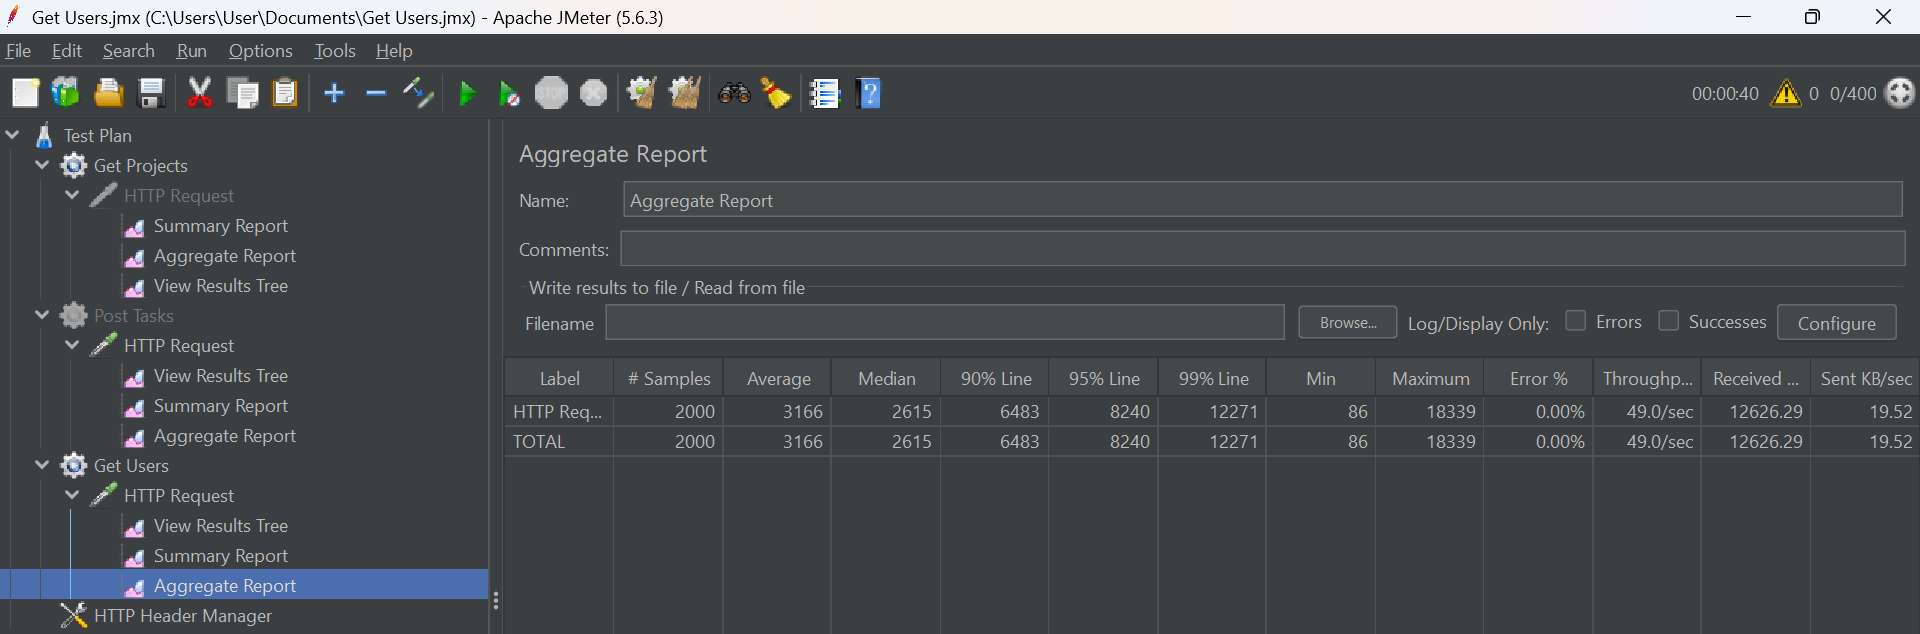 Get Users.jmx (C:\Users\User\Documents\Get Users.jmx) - Apache JMeter (5.6.3)
File Edit Search Run Options Tools Help
STOP 00:00:40 0 0/400
Test Plan
Get Projects
HTTP Request
Summary Report
Aggregate Report
View Results Tree
Post Tasks
HTTP Request
View Results Tree
Summary Report
Aggregate Report
Get Users
HTTP Request
View Results Tree
Summary Report
Aggregate Report
HTTP Header Manager
Aggregate Report
Name: Aggregate Report
Comments:
Write results to file / Read from file
Filename Browse... Log/Display Only: Errors Successes Configure
Label # Samples Average Median 90% Line 95% Line 99% Line Min Maximum Error % Throughp... Received ... Sent KB/sec
HTTP Req... 2000 3166 2615 6483 8240 12271 86 18339 0.00% 49.0/sec 12626.29 19.52
TOTAL 2000 3166 2615 6483 8240 12271 86 18339 0.00% 49.0/sec 12626.29 19.52